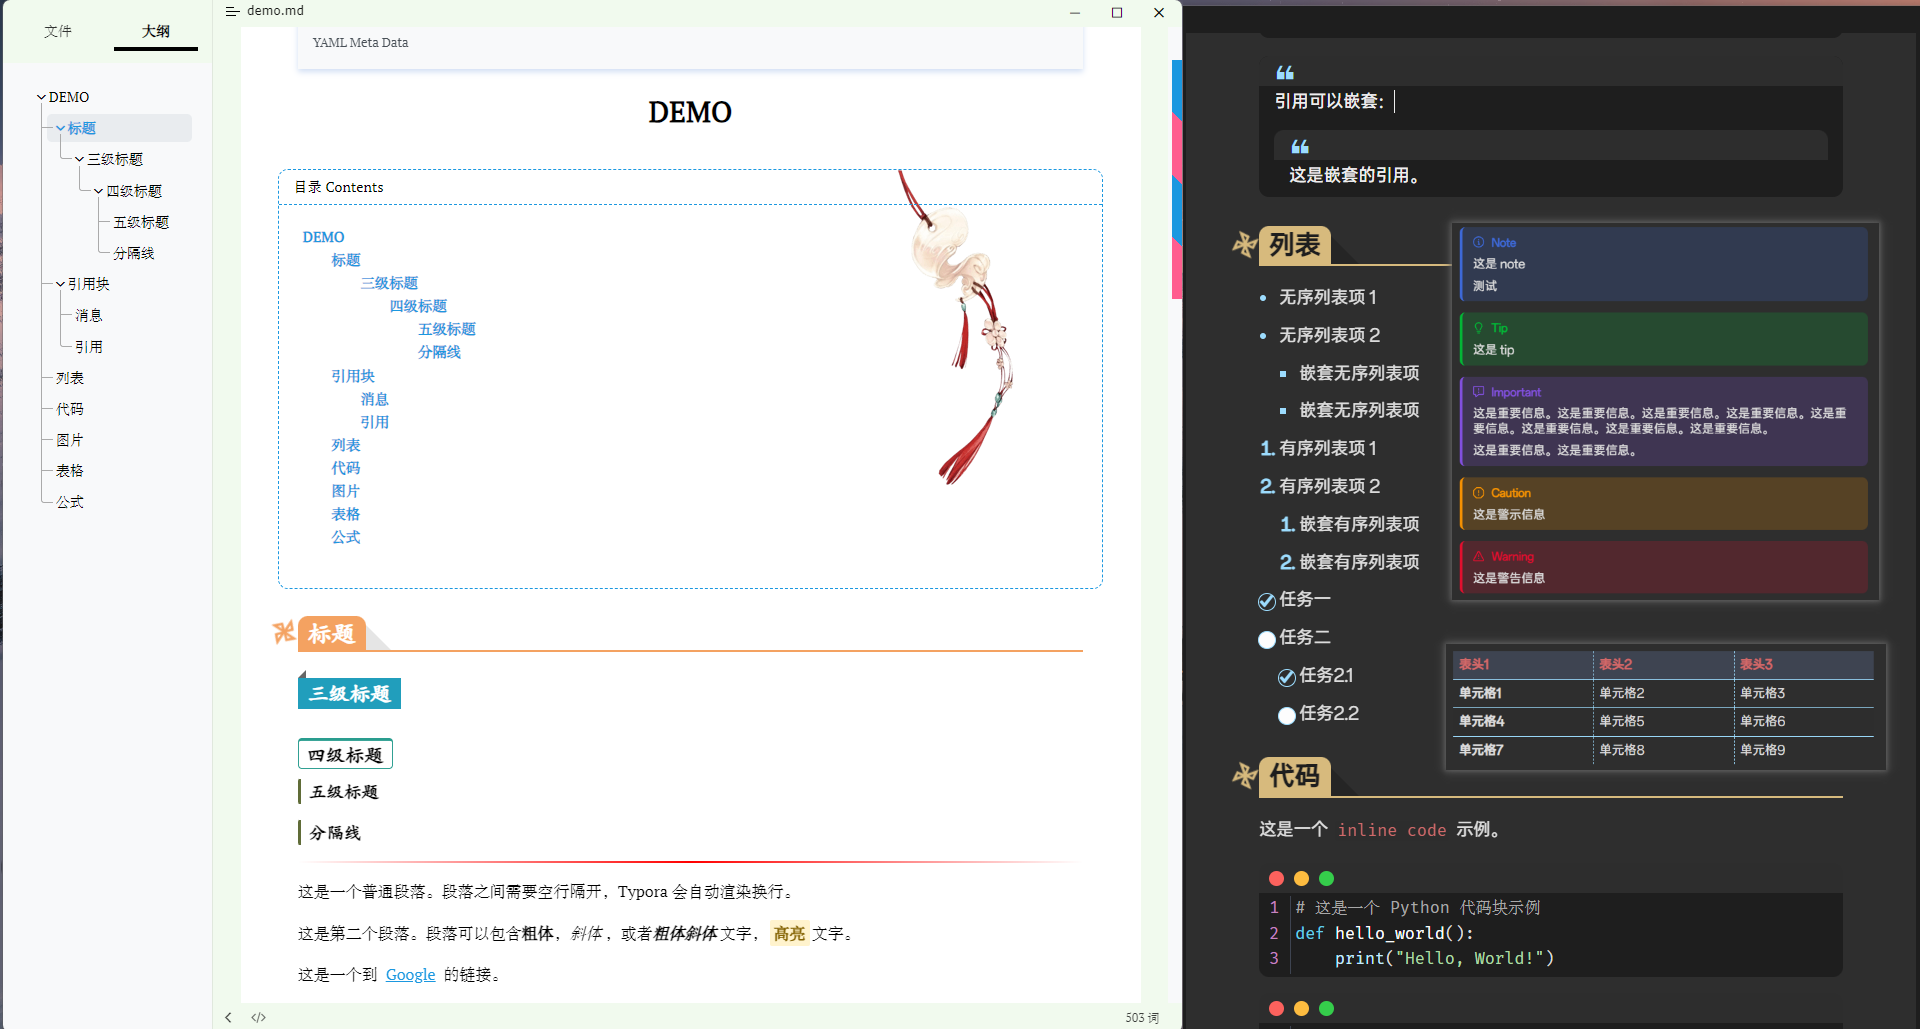 文件
大纲
DEMO
标题
三级标题
四级标题
五级标题
分隔线
引用块
消息
引用
列表
代码
图片
表格
公式
demo.md
YAML Meta Data
DEMO
目录 Contents
DEMO
标题
三级标题
四级标题
五级标题
分隔线
引用块
消息
引用
列表
代码
图片
表格
公式
标题
三级标题
四级标题
五级标题
分隔线
这是一个普通段落。段落之间需要空行隔开，Typora 会自动渲染换行。
这是第二个段落。段落可以包含粗体，斜体，或者粗体斜体文字，高亮文字。
这是一个到 Google 的链接。
</>
503 词
❝
引用可以嵌套：
❝
这是嵌套的引用。
列表
• 无序列表项 1
• 无序列表项 2
▪ 嵌套无序列表项
▪ 嵌套无序列表项
1. 有序列表项 1
2. 有序列表项 2
1. 嵌套有序列表项
2. 嵌套有序列表项
任务一
任务二
任务2.1
任务2.2
Note
这是 note
测试
Tip
这是 tip
Important
这是重要信息。这是重要信息。这是重要信息。这是重要信息。这是重
要信息。这是重要信息。这是重要信息。这是重要信息。
这是重要信息。这是重要信息。
Caution
这是警示信息
Warning
这是警告信息
表头1 表头2 表头3
单元格1 单元格2 单元格3
单元格4 单元格5 单元格6
单元格7 单元格8 单元格9
代码
这是一个 inline code 示例。
1 # 这是一个 Python 代码块示例
2 def hello_world():
3 print("Hello, World!")